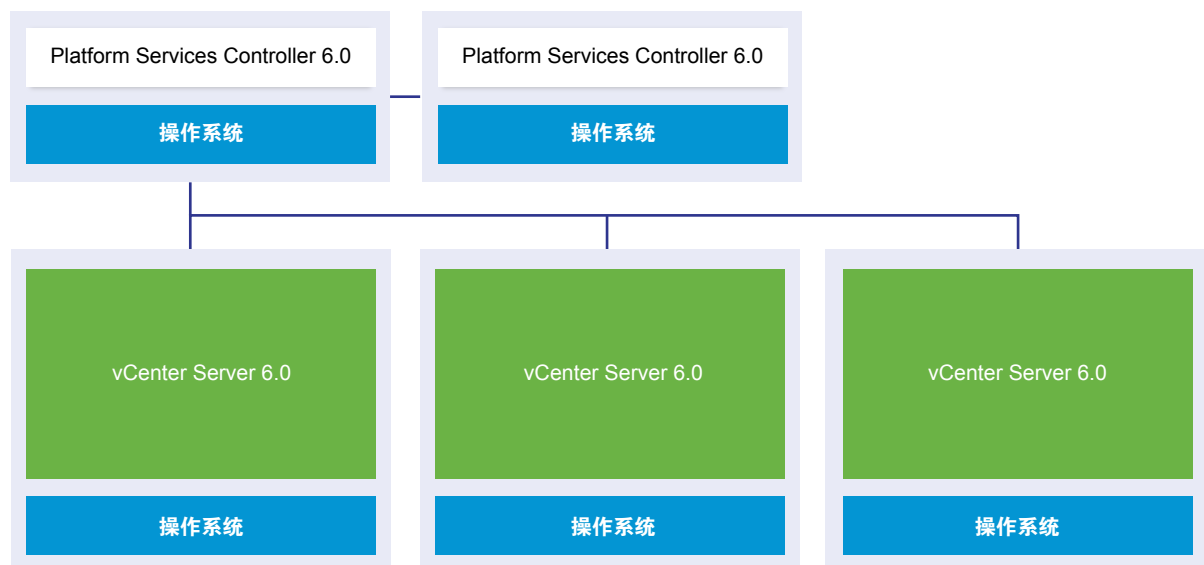 Platform Services Controller 6.0
Platform Services Controller 6.0
操作系统
操作系统
vCenter Server 6.0
vCenter Server 6.0
vCenter Server 6.0
操作系统
操作系统
操作系统